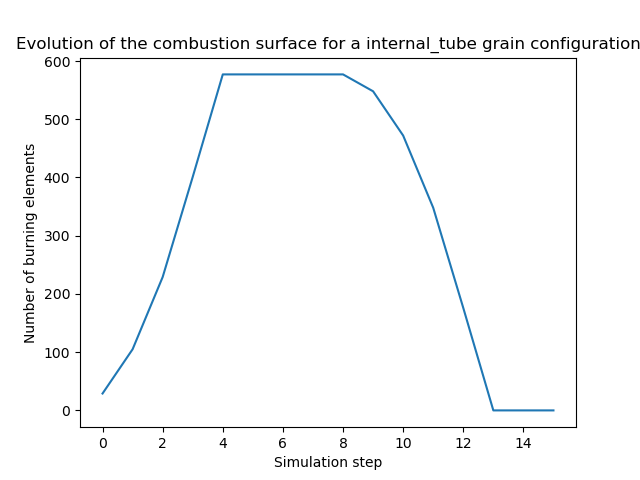 Evolution of the combustion surface for a internal_tube grain configuration
600
500
400
300
200
100
0
Number of burning elements
0 2 4 6 8 10 12 14
Simulation step